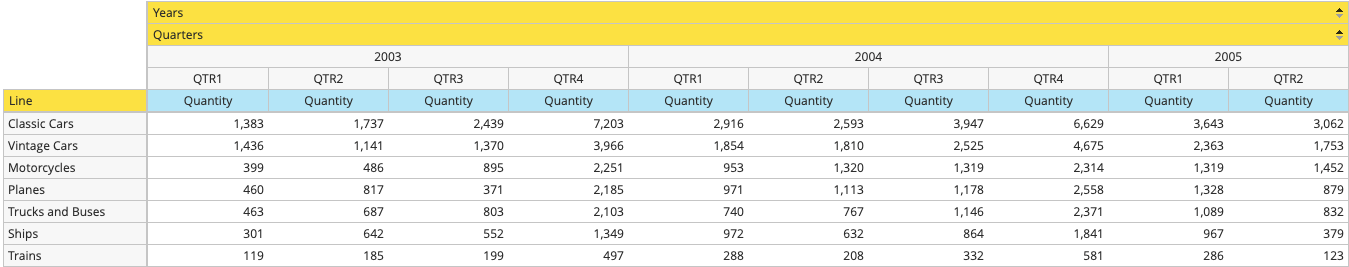 Years
Quarters
2003 2004 2005
QTR1 QTR2 QTR3 QTR4 QTR1 QTR2 QTR3 QTR4 QTR1 QTR2
Line Quantity Quantity Quantity Quantity Quantity Quantity Quantity Quantity Quantity Quantity
Classic Cars 1,383 1,737 2,439 7,203 2,916 2,593 3,947 6,629 3,643 3,062
Vintage Cars 1,436 1,141 1,370 3,966 1,854 1,810 2,525 4,675 2,363 1,753
Motorcycles 399 486 895 2,251 953 1,320 1,319 2,314 1,319 1,452
Planes 460 817 371 2,185 971 1,113 1,178 2,558 1,328 879
Trucks and Buses 463 687 803 2,103 740 767 1,146 2,371 1,089 832
Ships 301 642 552 1,349 972 632 864 1,841 967 379
Trains 119 185 199 497 288 208 332 581 286 123